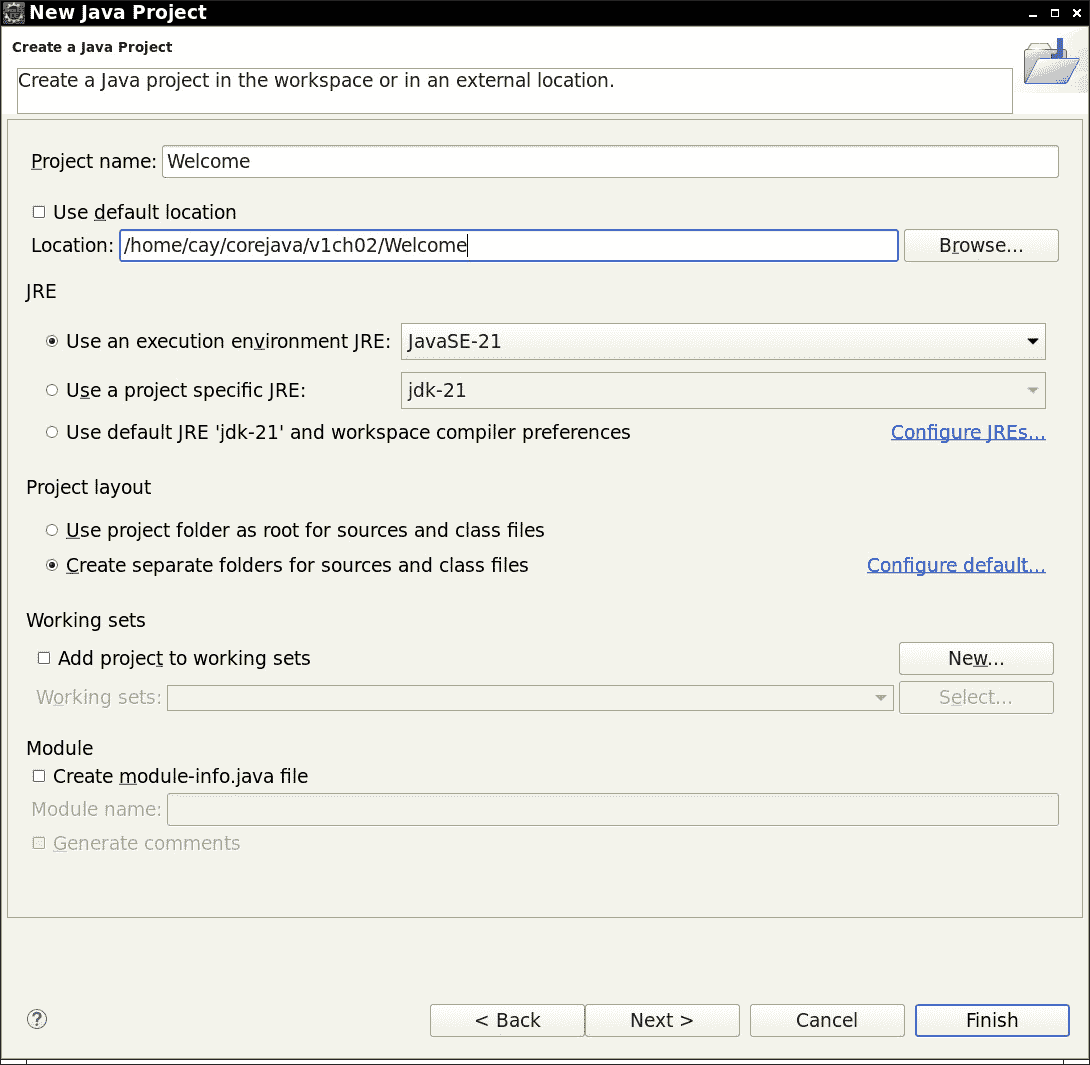 New Java Project
Create a Java Project
Create a Java project in the workspace or in an external location.
Project name: Welcome
Use default location
Location: /home/cay/corejava/v1ch02/Welcome Browse...
JRE
Use an execution environment JRE: JavaSE-21
Use a project specific JRE: jdk-21
Use default JRE 'jdk-21' and workspace compiler preferences Configure JREs...
Project layout
Use project folder as root for sources and class files
Create separate folders for sources and class files Configure default...
Working sets
Add project to working sets New...
Working sets: Select...
Module
Create module-info.java file
Module name:
Generate comments
? < Back Next > Cancel Finish